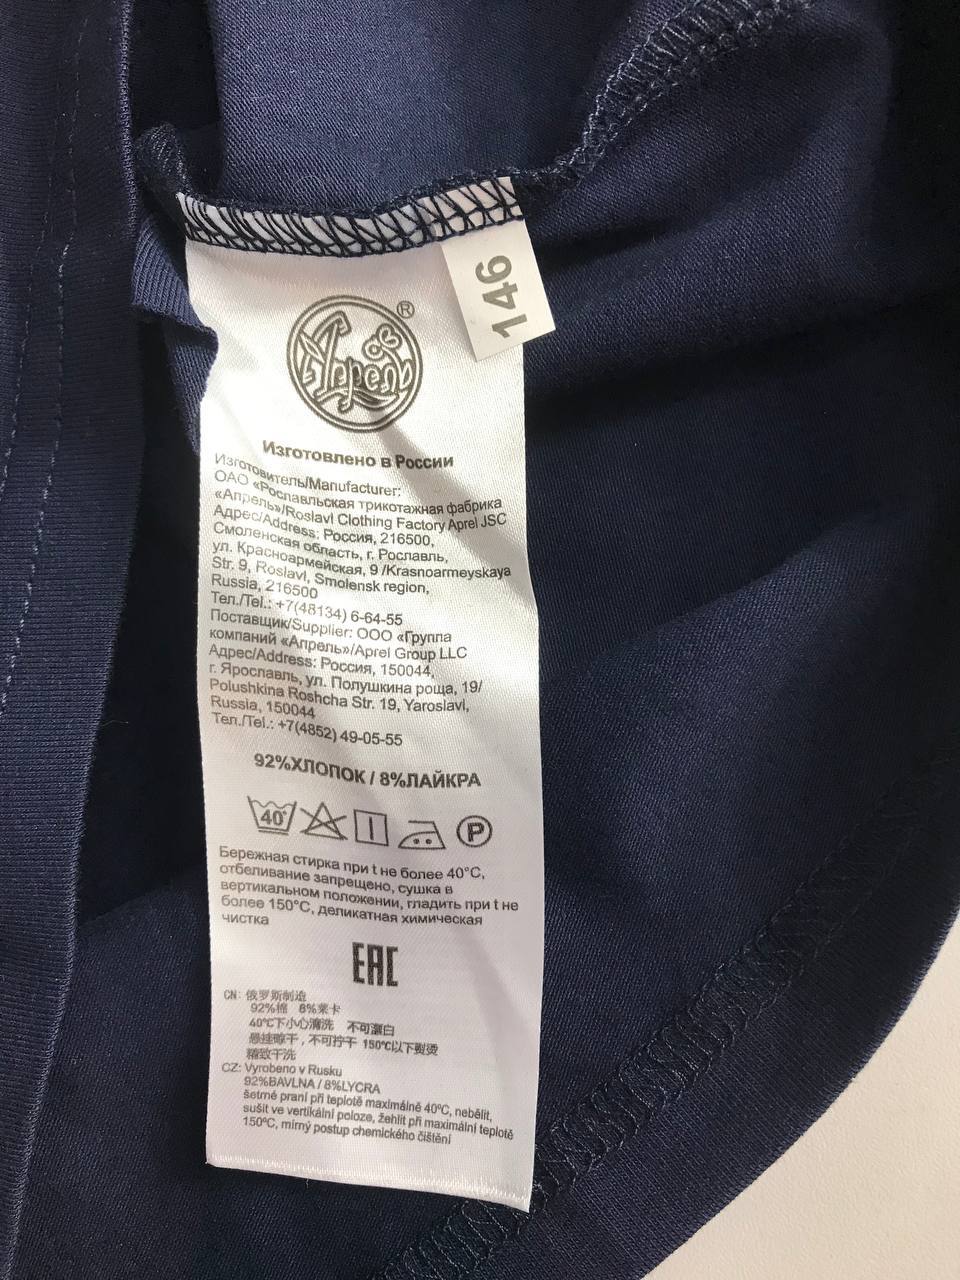 146
Апрель®
Изготовлено в России
Изготовитель/Manufacturer:
ОАО «Рославльская трикотажная фабрика
«Апрель»/Roslavl Clothing Factory Aprel JSC
Адрес/Address: Россия, 216500,
Смоленская область, г. Рославль,
ул. Красноармейская, 9 /Krasnoarmeyskaya
Str. 9, Roslavl, Smolensk region,
Russia, 216500
Тел./Tel.: +7(48134) 6-64-55
Поставщик/Supplier: ООО «Группа
компаний «Апрель»/Aprel Group LLC
Адрес/Address: Россия, 150044,
г. Ярославль, ул. Полушкина роща, 19/
Polushkina Roshcha Str. 19, Yaroslavl,
Russia, 150044
Тел./Tel.: +7(4852) 49-05-55
92%ХЛОПОК / 8%ЛАЙКРА
40° P
Бережная стирка при t не более 40°С,
отбеливание запрещено, сушка в
вертикальном положении, гладить при t не
более 150°С, деликатная химическая
чистка
EAC
CN: 俄罗斯制造
92%棉 8%莱卡
40℃下小心清洗 不可漂白
悬挂晾干，不可拧干 150℃以下熨烫
精致干洗
CZ: Vyrobeno v Rusku
92%BAVLNA / 8%LYCRA
šetrné praní při teplotě maximálně 40ºC, nebělit,
sušit ve vertikální poloze, žehlit při maximální teplotě
150ºC, mírný postup chemického čištění